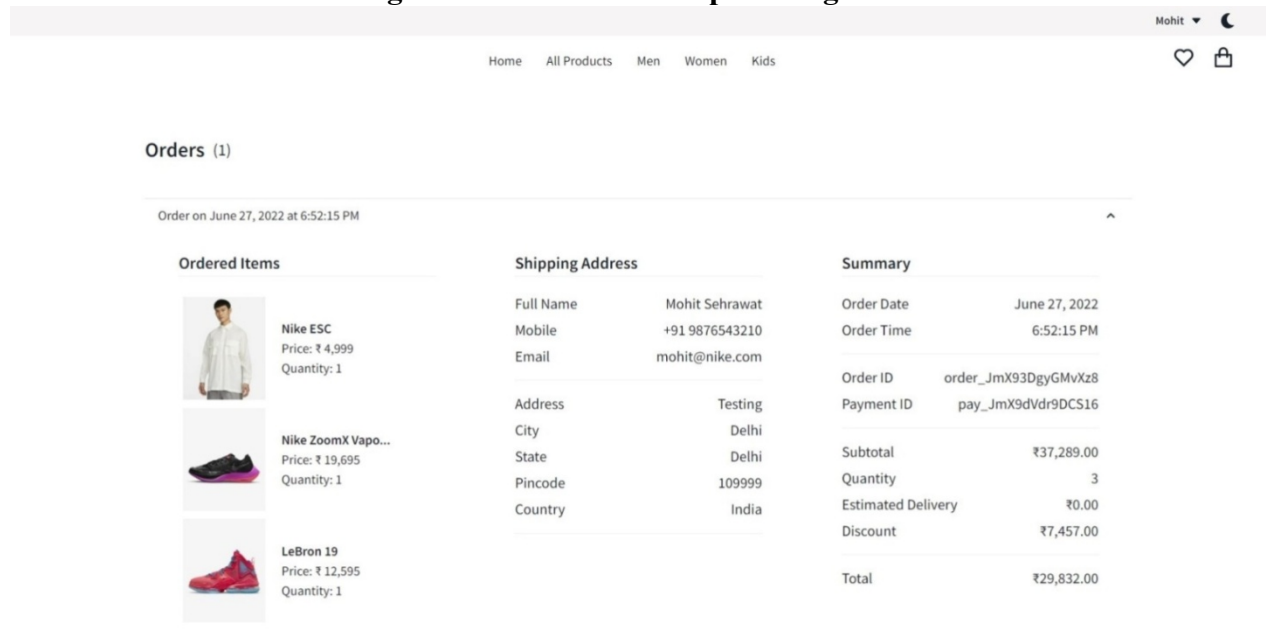 Mohit
Home All Products Men Women Kids
Orders (1)
Order on June 27, 2022 at 6:52:15 PM
Ordered Items
Nike ESC
Price: ₹ 4,999
Quantity: 1
Nike ZoomX Vapo...
Price: ₹ 19,695
Quantity: 1
LeBron 19
Price: ₹ 12,595
Quantity: 1
Shipping Address
Full Name Mohit Sehrawat
Mobile +91 9876543210
Email mohit@nike.com
Address Testing
City Delhi
State Delhi
Pincode 109999
Country India
Summary
Order Date June 27, 2022
Order Time 6:52:15 PM
Order ID order_JmX93DgyGMvXz8
Payment ID pay_JmX9dVdr9DCS16
Subtotal ₹37,289.00
Quantity 3
Estimated Delivery ₹0.00
Discount ₹7,457.00
Total ₹29,832.00